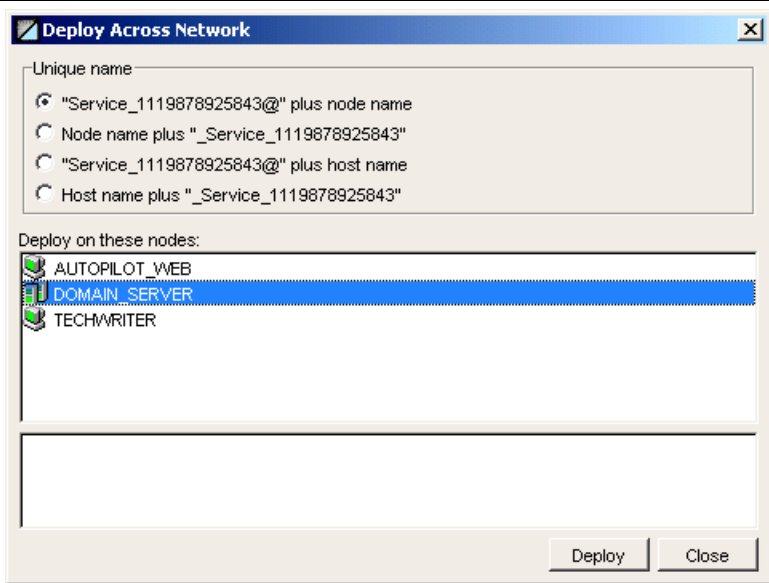 Deploy Across Network
Unique name
"Service_1119878925843@" plus node name
Node name plus "_Service_1119878925843"
"Service_1119878925843@" plus host name
Host name plus "_Service_1119878925843"
Deploy on these nodes:
AUTOPILOT_WEB
DOMAIN_SERVER
TECHWRITER
Deploy Close